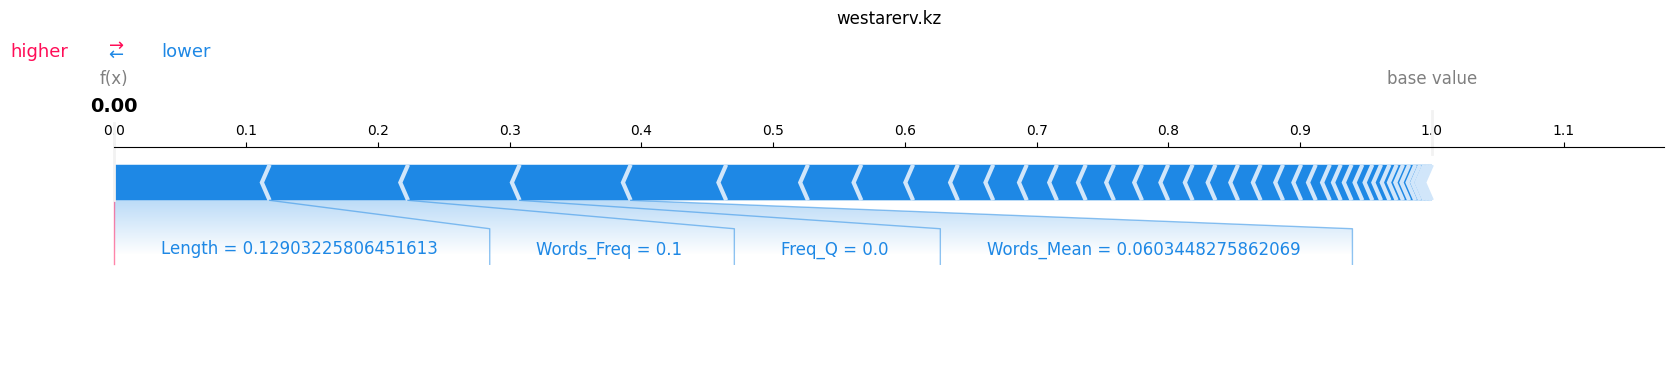 westarerv.kz
higher → ← lower
f(x) base value
0.00
0.0 0.1 0.2 0.3 0.4 0.5 0.6 0.7 0.8 0.9 1.0 1.1
Length = 0.12903225806451613 Words_Freq = 0.1 Freq_Q = 0.0 Words_Mean = 0.0603448275862069